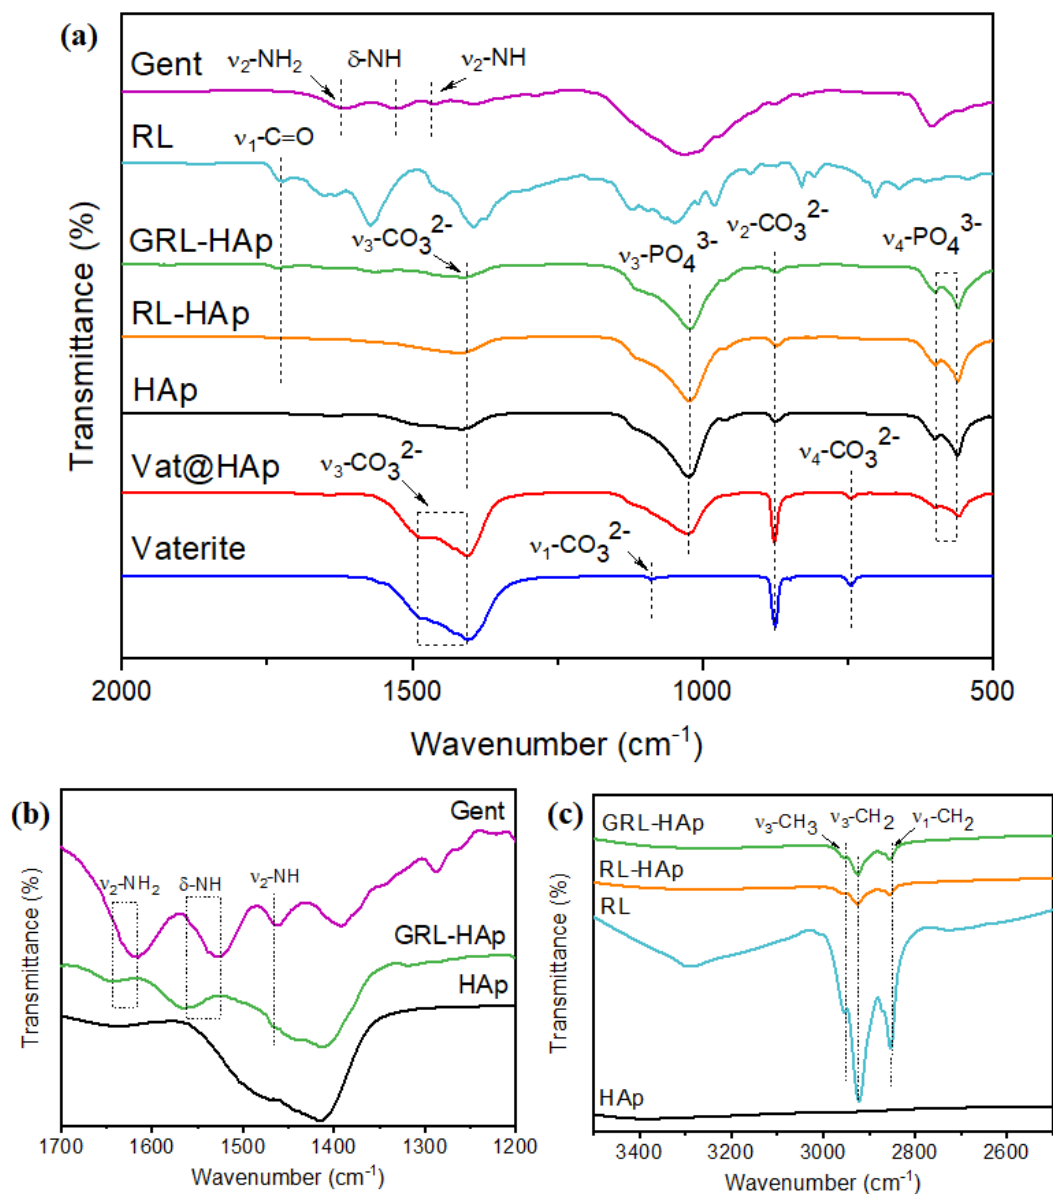 (a)
Gent
ν₂-NH₂
δ-NH
ν₂-NH
RL
ν₁-C=O
GRL-HAp
ν₃-CO₃²⁻
ν₃-PO₄³⁻
ν₂-CO₃²⁻
ν₄-PO₄³⁻
RL-HAp
HAp
Vat@HAp
ν₃-CO₃²⁻
ν₄-CO₃²⁻
Vaterite
ν₁-CO₃²⁻
Transmittance (%)
2000 1500 1000 500
Wavenumber (cm⁻¹)
(b)
Gent
ν₂-NH₂
δ-NH
ν₂-NH
GRL-HAp
HAp
Transmittance (%)
1700 1600 1500 1400 1300 1200
Wavenumber (cm⁻¹)
(c)
GRL-HAp
ν₃-CH₃
ν₃-CH₂
ν₁-CH₂
RL-HAp
RL
HAp
Transmittance (%)
3400 3200 3000 2800 2600
Wavenumber (cm⁻¹)